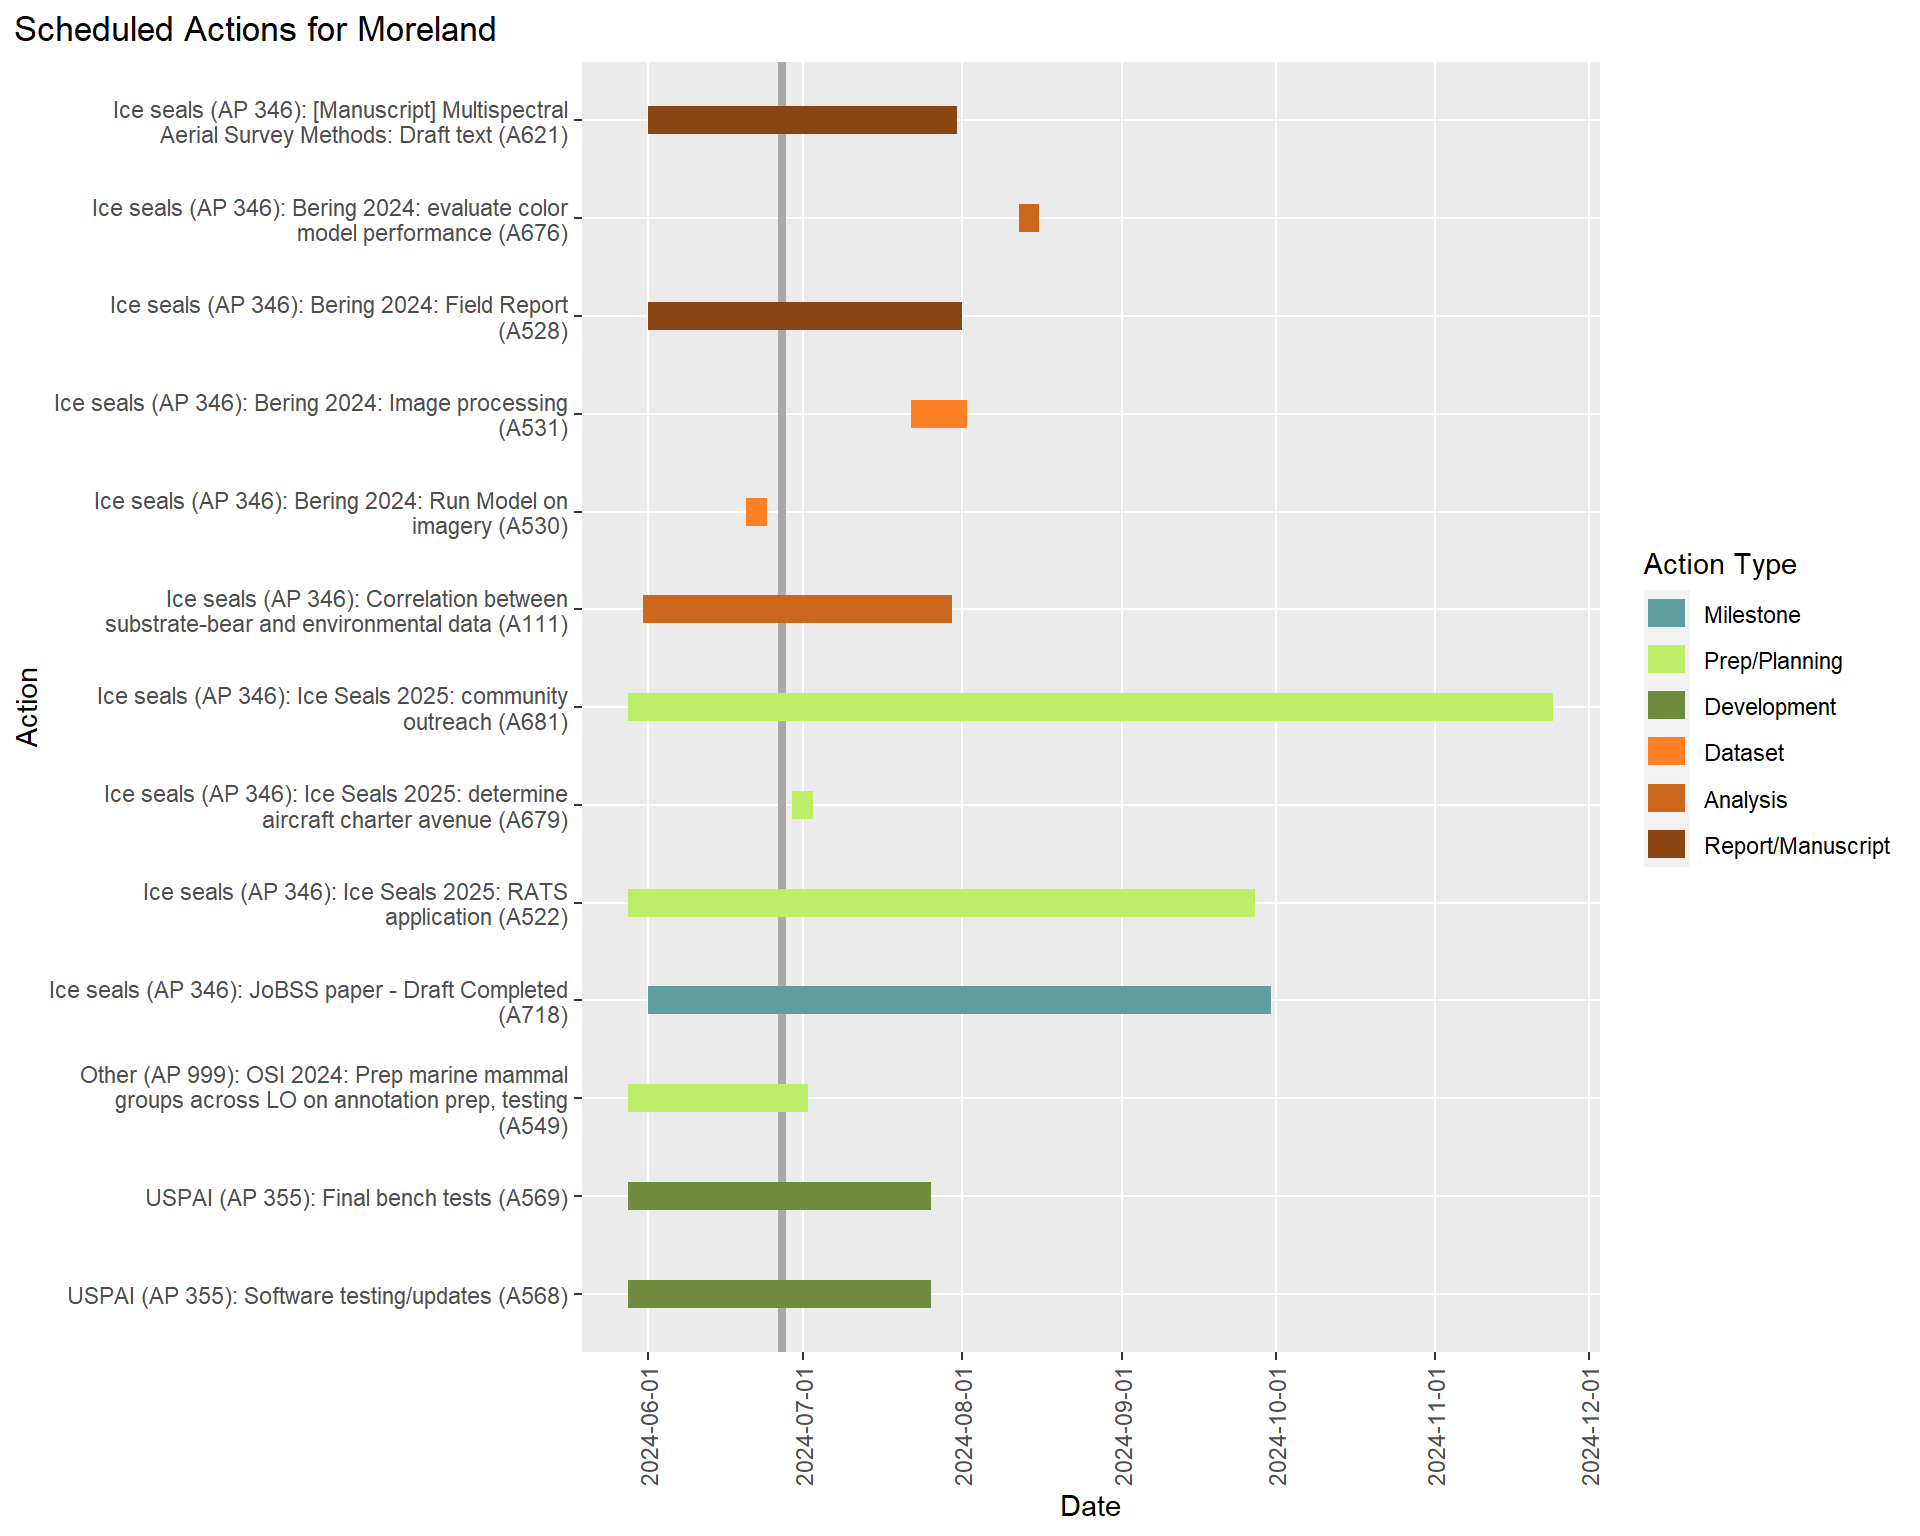 Scheduled Actions for Moreland
Ice seals (AP 346): [Manuscript] Multispectral
Aerial Survey Methods: Draft text (A621)
Ice seals (AP 346): Bering 2024: evaluate color
model performance (A676)
Ice seals (AP 346): Bering 2024: Field Report
(A528)
Ice seals (AP 346): Bering 2024: Image processing
(A531)
Ice seals (AP 346): Bering 2024: Run Model on
imagery (A530)
Ice seals (AP 346): Correlation between
substrate-bear and environmental data (A111)
Ice seals (AP 346): Ice Seals 2025: community
outreach (A681)
Ice seals (AP 346): Ice Seals 2025: determine
aircraft charter avenue (A679)
Ice seals (AP 346): Ice Seals 2025: RATS
application (A522)
Ice seals (AP 346): JoBSS paper - Draft Completed
(A718)
Other (AP 999): OSI 2024: Prep marine mammal
groups across LO on annotation prep, testing
(A549)
USPAI (AP 355): Final bench tests (A569)
USPAI (AP 355): Software testing/updates (A568)
Action
2024-06-01
2024-07-01
2024-08-01
2024-09-01
2024-10-01
2024-11-01
2024-12-01
Date
Action Type
Milestone
Prep/Planning
Development
Dataset
Analysis
Report/Manuscript